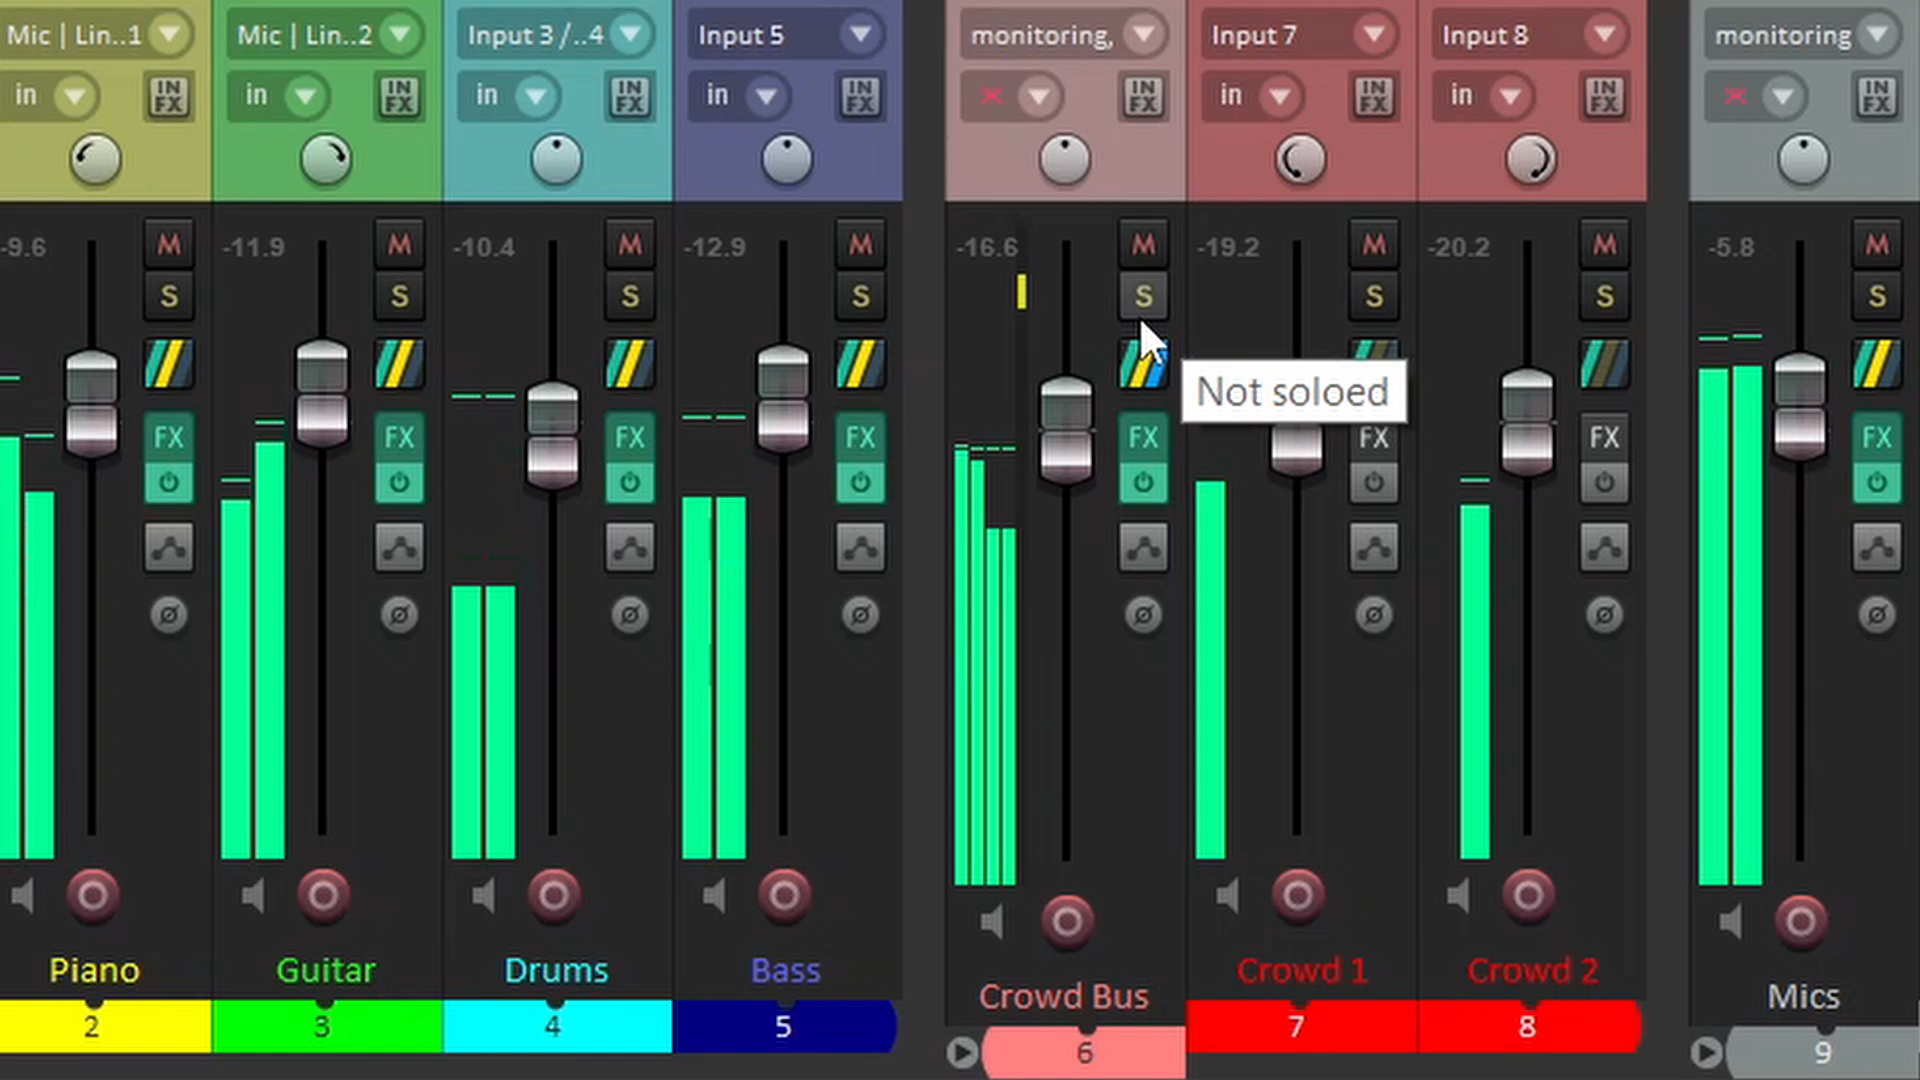 Mic | Lin..1 Mic | Lin..2 Input 3 /..4 Input 5 monitoring, Input 7 Input 8 monitoring
in IN FX in IN FX in IN FX in IN FX IN FX in IN FX in IN FX IN FX
-9.6 M -11.9 M -10.4 M -12.9 M -16.6 M -19.2 M -20.2 M -5.8 M
S S S S S S S S
Not soloed
FX FX FX FX FX FX FX FX
Ø Ø Ø Ø Ø Ø Ø Ø
Piano Guitar Drums Bass Crowd Bus Crowd 1 Crowd 2 Mics
2 3 4 5 6 7 8 9